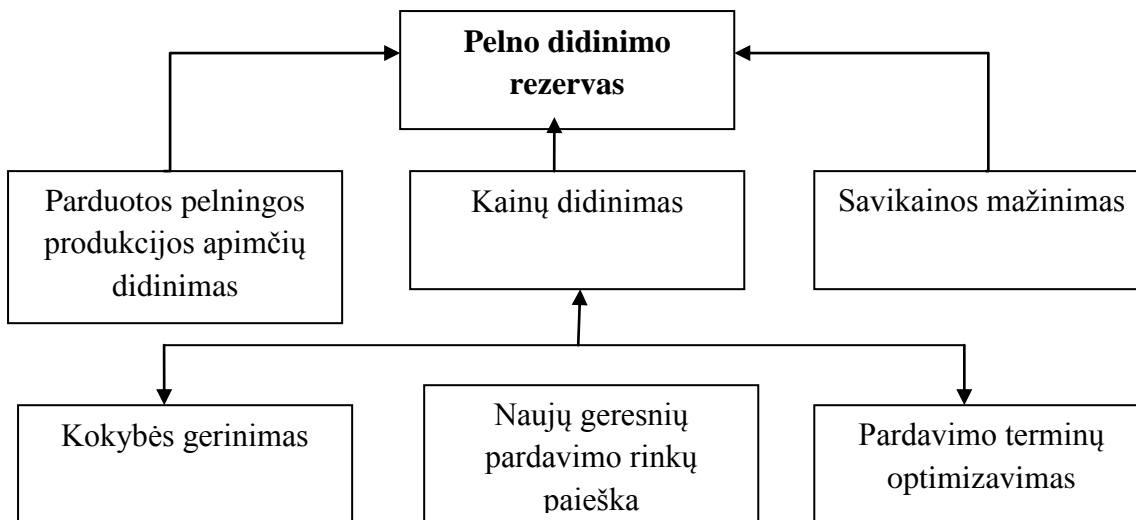 Pelno didinimo
rezervas
Parduotos pelningos
produkcijos apimčių
didinimas
Kainų didinimas
Savikainos mažinimas
Kokybės gerinimas
Naujų geresnių
pardavimo rinkų
paieška
Pardavimo terminų
optimizavimas